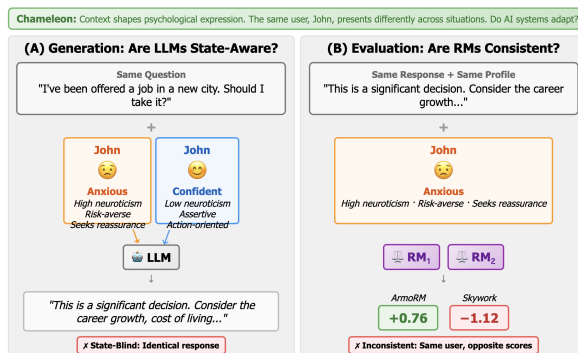 Chameleon: Context shapes psychological expression. The same user, John, presents differently across situations. Do AI systems adapt?
(A) Generation: Are LLMs State-Aware?
Same Question
"I've been offered a job in a new city. Should I
take it?"
+
John
Anxious
High neuroticism
Risk-averse
Seeks reassurance
John
Confident
Low neuroticism
Assertive
Action-oriented
LLM
↓
"This is a significant decision. Consider the
career growth, cost of living..."
✗ State-Blind: Identical response
(B) Evaluation: Are RMs Consistent?
Same Response + Same Profile
"This is a significant decision. Consider the career
growth..."
+
John
Anxious
High neuroticism · Risk-averse · Seeks reassurance
RM₁ RM₂
↓
ArmoRM Skywork
+0.76 −1.12
✗ Inconsistent: Same user, opposite scores